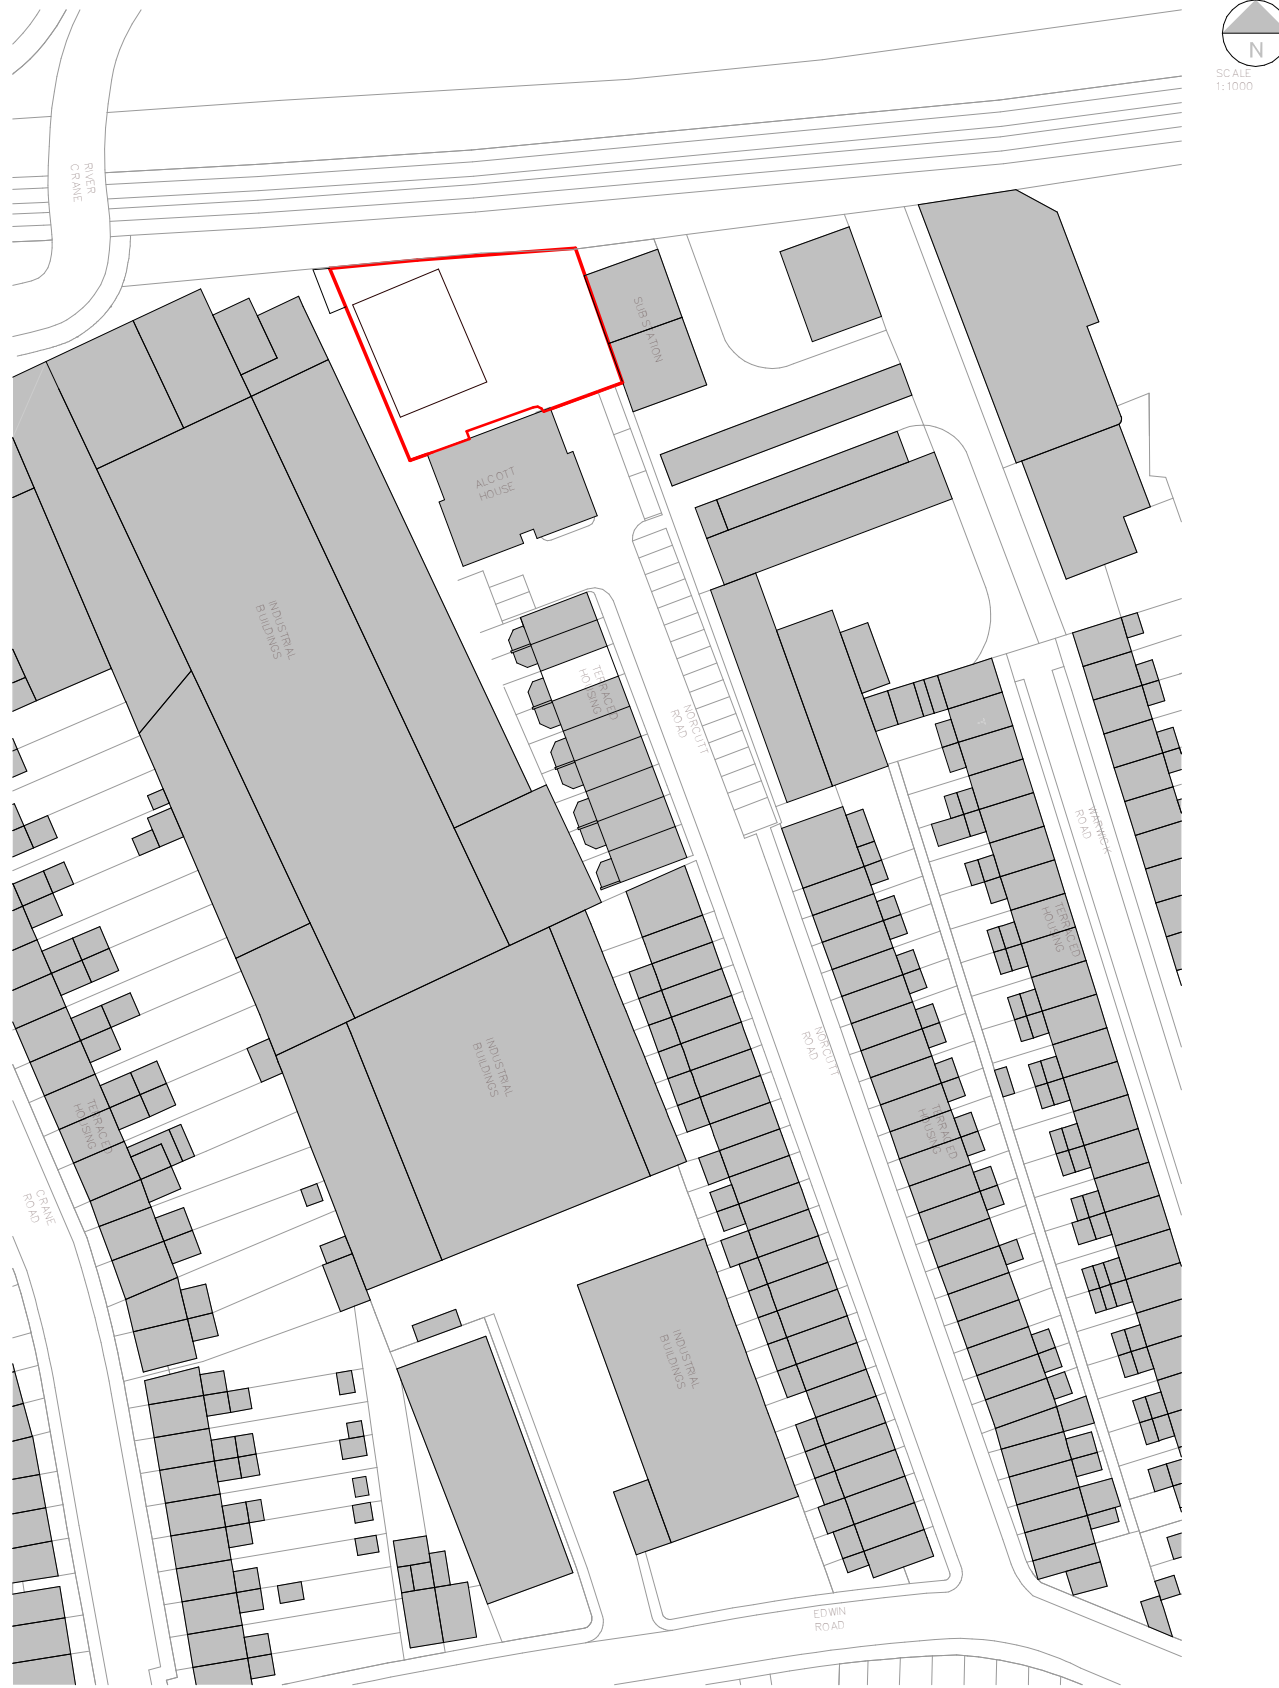 N
SCALE
1:1000
RIVER
CRANE
SUB STATION
ALCOTT
HOUSE
INDUSTRIAL
BUILDINGS
TERRACED
HOUSING
NORCUTT
ROAD
T
WARWICK
ROAD
TERRACED
HOUSING
NORCUTT
ROAD
INDUSTRIAL
BUILDINGS
TERRACED
HOUSING
TERRACED
HOUSING
CRANE
ROAD
INDUSTRIAL
BUILDINGS
EDWIN
ROAD